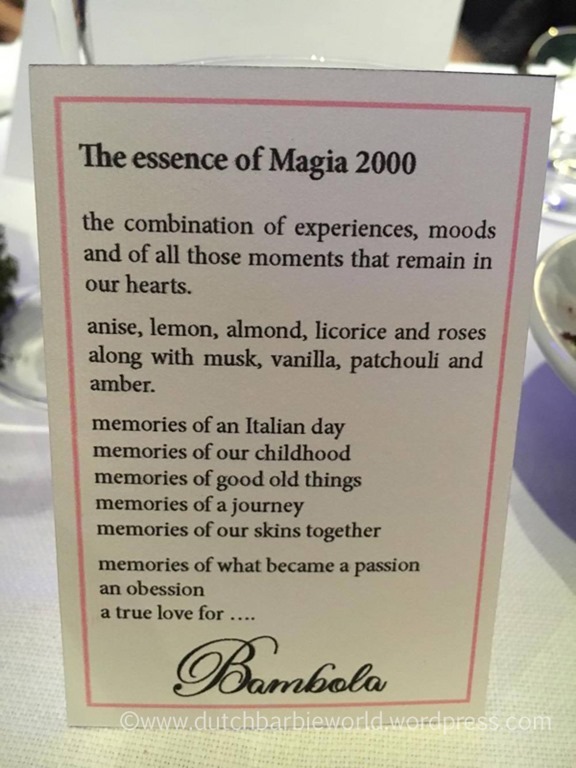 The essence of Magia 2000
the combination of experiences, moods
and of all those moments that remain in
our hearts.
anise, lemon, almond, licorice and roses
along with musk, vanilla, patchouli and
amber.
memories of an Italian day
memories of our childhood
memories of good old things
memories of a journey
memories of our skins together
memories of what became a passion
an obession
a true love for ....
Bambola
©www.dutchbarbieworld.wordpress.com